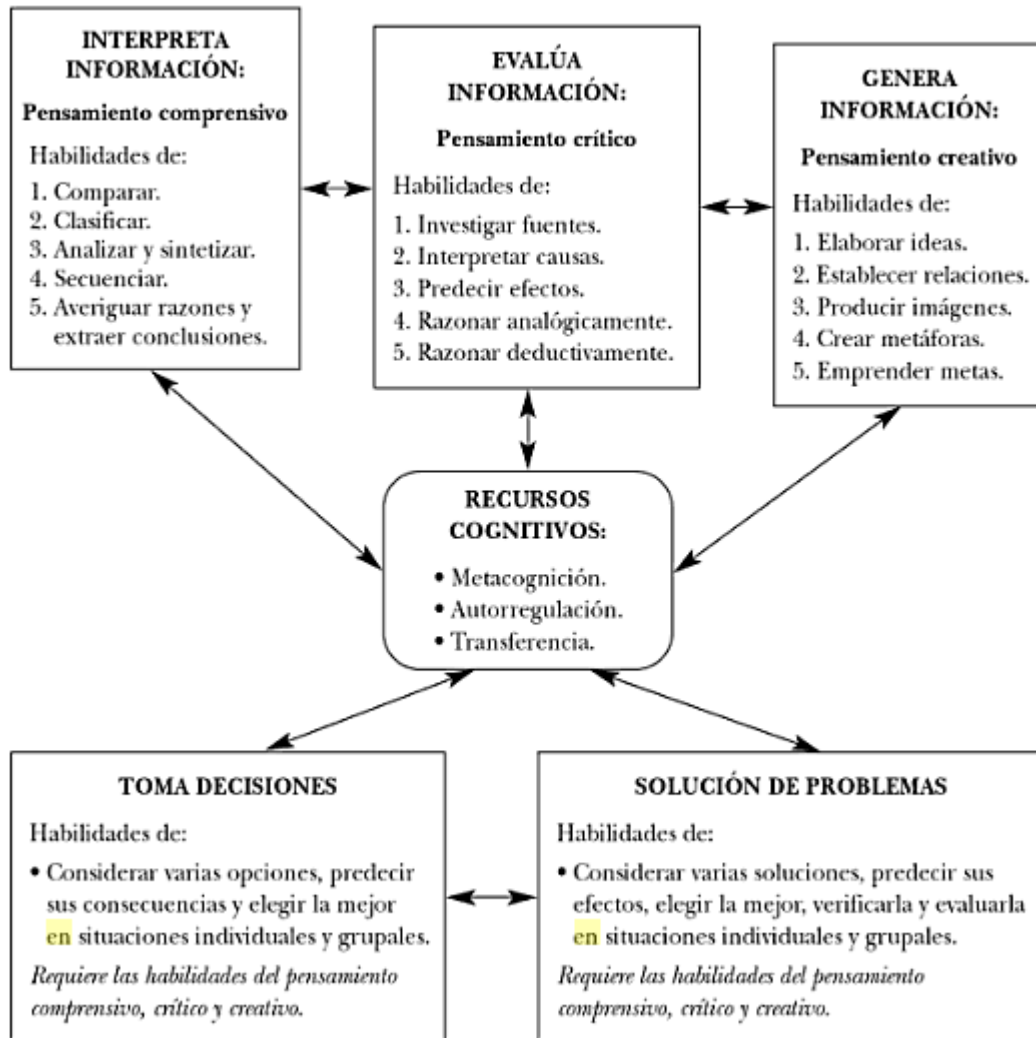 INTERPRETA
INFORMACIÓN:
Pensamiento comprensivo
Habilidades de:
1. Comparar.
2. Clasificar.
3. Analizar y sintetizar.
4. Secuenciar.
5. Averiguar razones y
extraer conclusiones.
EVALÚA
INFORMACIÓN:
Pensamiento crítico
Habilidades de:
1. Investigar fuentes.
2. Interpretar causas.
3. Predecir efectos.
4. Razonar analógicamente.
5. Razonar deductivamente.
GENERA
INFORMACIÓN:
Pensamiento creativo
Habilidades de:
1. Elaborar ideas.
2. Establecer relaciones.
3. Producir imágenes.
4. Crear metáforas.
5. Emprender metas.
RECURSOS
COGNITIVOS:
• Metacognición.
• Autorregulación.
• Transferencia.
TOMA DECISIONES
Habilidades de:
• Considerar varias opciones, predecir
sus consecuencias y elegir la mejor
en situaciones individuales y grupales.
Requiere las habilidades del pensamiento
comprensivo, crítico y creativo.
SOLUCIÓN DE PROBLEMAS
Habilidades de:
• Considerar varias soluciones, predecir sus
efectos, elegir la mejor, verificarla y evaluarla
en situaciones individuales y grupales.
Requiere las habilidades del pensamiento
comprensivo, crítico y creativo.